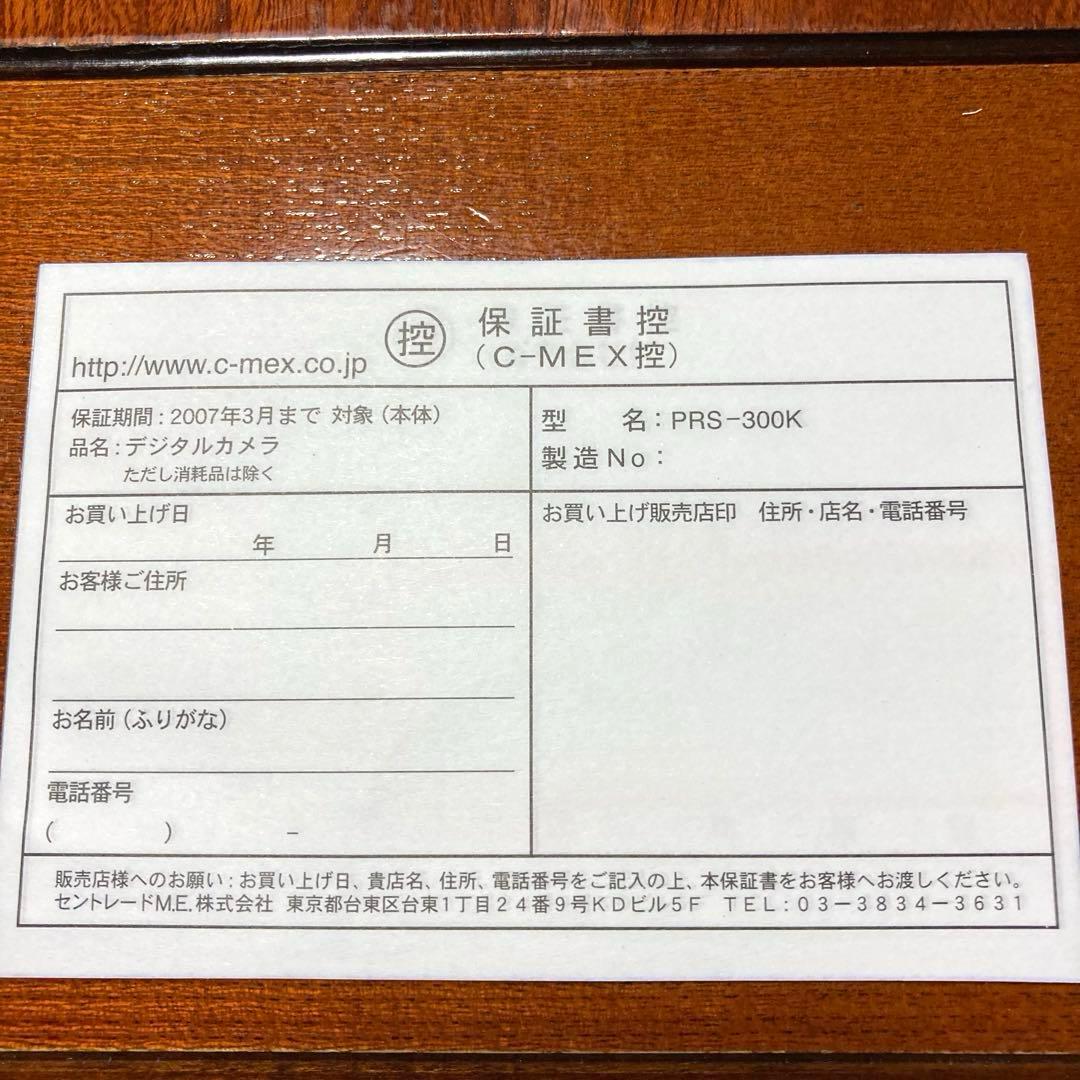 http://www.c-mex.co.jp
控
保証書控
(C-MEX控)
保証期間:2007年3月まで 対象(本体)
品名:デジタルカメラ
ただし消耗品は除く
型 名:PRS-300K
製造No:
お買い上げ日
年 月 日
お客様ご住所
お名前(ふりがな)
電話番号
( ) -
お買い上げ販売店印 住所・店名・電話番号
販売店様へのお願い:お買い上げ日、貴店名、住所、電話番号をご記入の上、本保証書をお客様へお渡しください。
セントレードM.E.株式会社 東京都台東区台東1丁目24番9号KDビル5F TEL:03-3834-3631